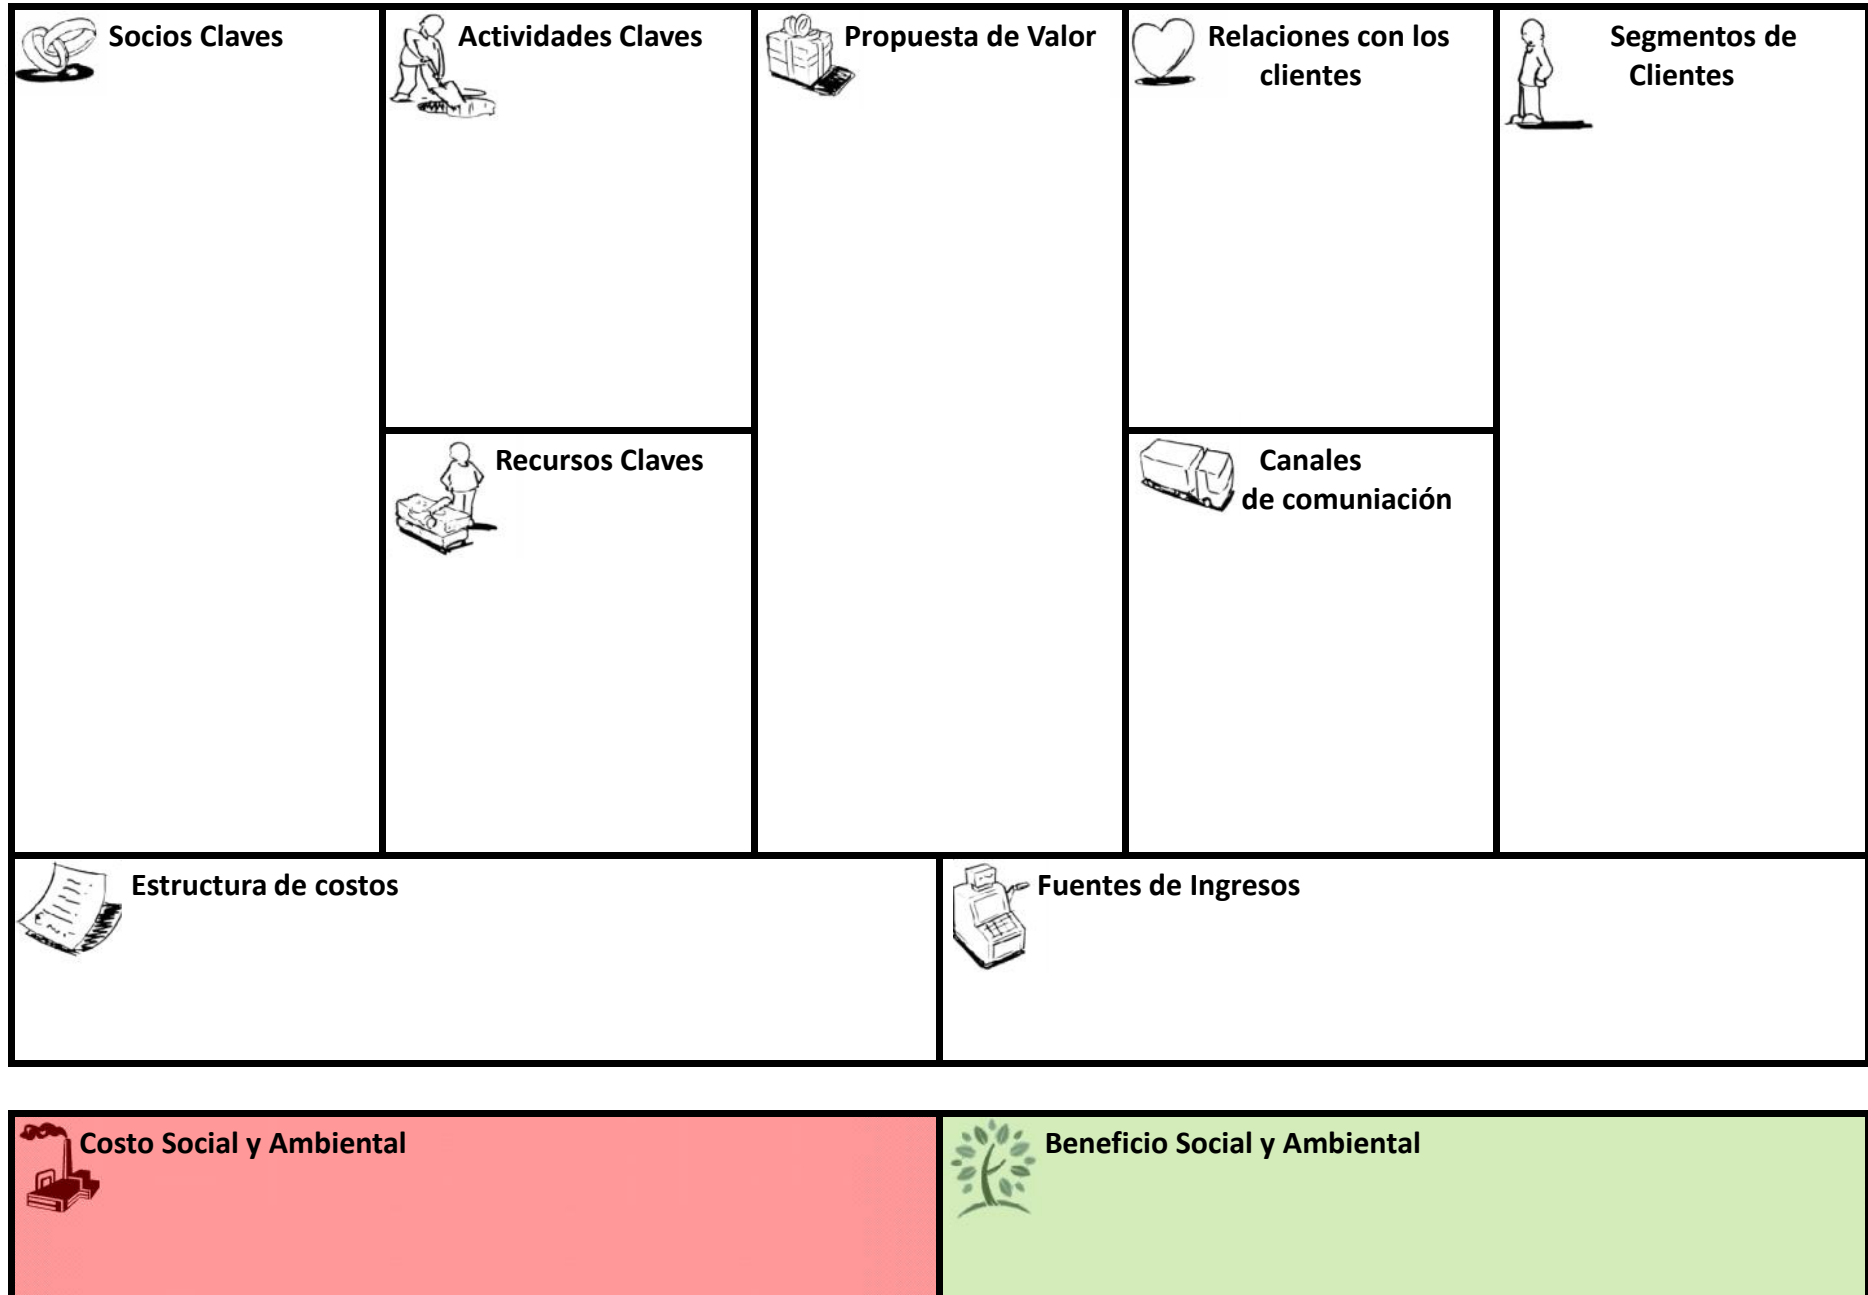 Socios Claves
Actividades Claves
Propuesta de Valor
Relaciones con los
clientes
Segmentos de
Clientes
Recursos Claves
Canales
de comuniación
Estructura de costos
Fuentes de Ingresos
Costo Social y Ambiental
Beneficio Social y Ambiental